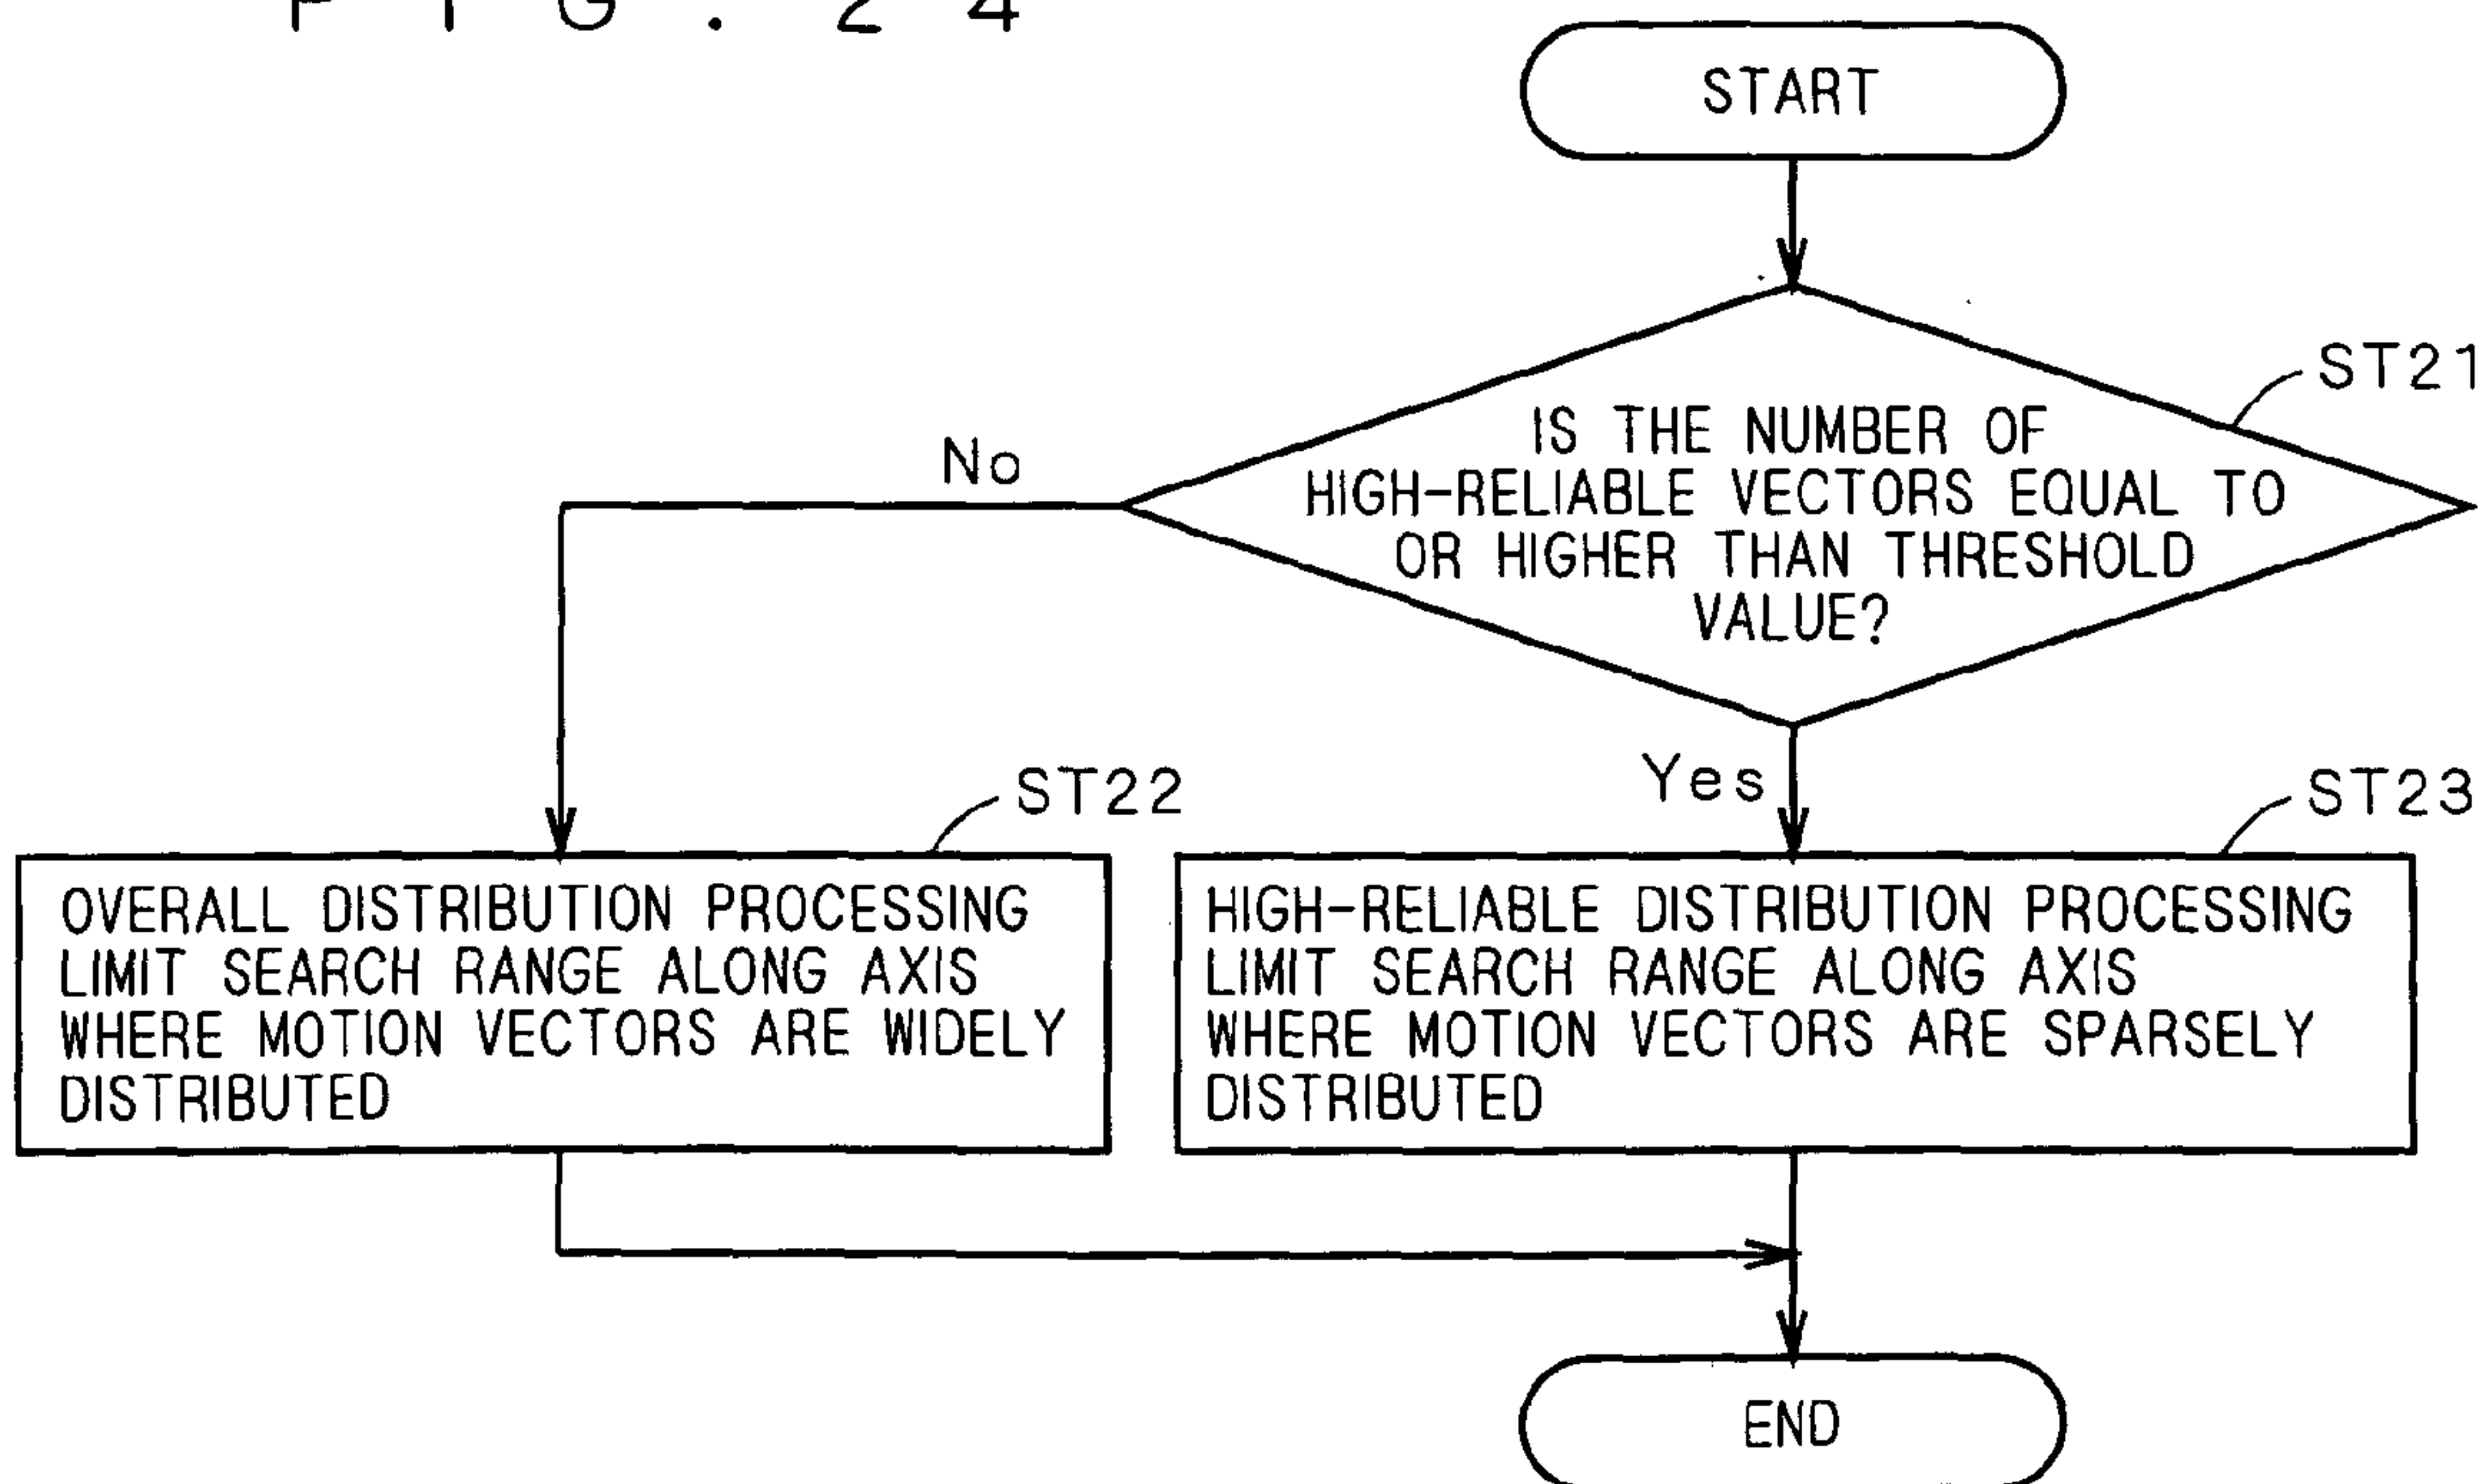 FIG. 24
START
ST21
IS THE NUMBER OF
HIGH-RELIABLE VECTORS EQUAL TO
OR HIGHER THAN THRESHOLD
VALUE?
No
Yes
ST22
ST23
OVERALL DISTRIBUTION PROCESSING
LIMIT SEARCH RANGE ALONG AXIS
WHERE MOTION VECTORS ARE WIDELY
DISTRIBUTED
HIGH-RELIABLE DISTRIBUTION PROCESSING
LIMIT SEARCH RANGE ALONG AXIS
WHERE MOTION VECTORS ARE SPARSELY
DISTRIBUTED
END